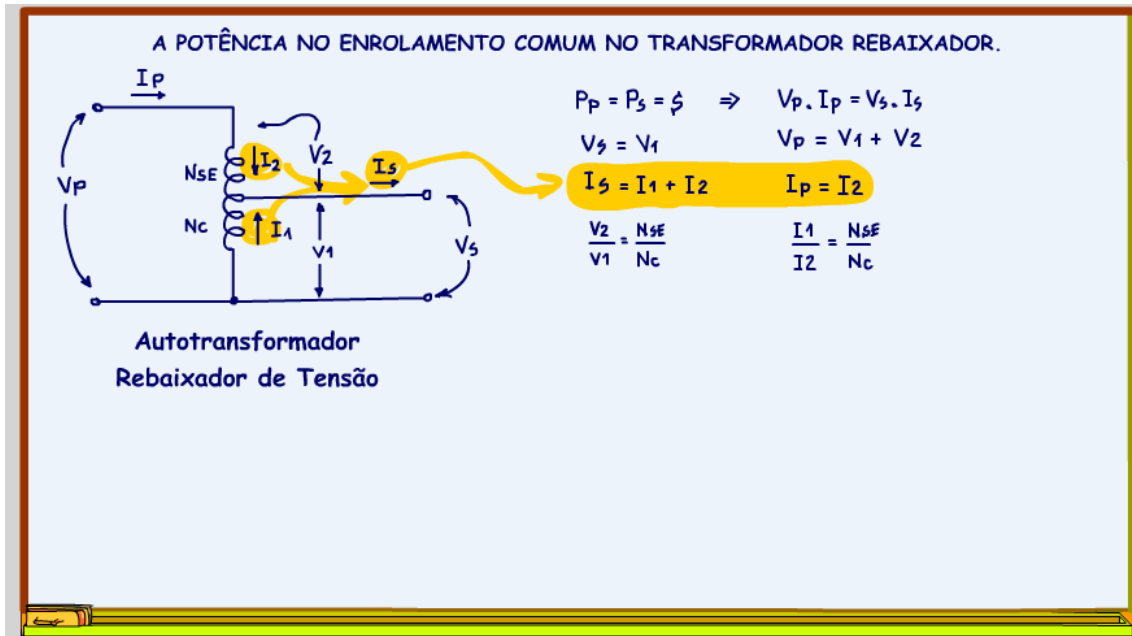 A POTÊNCIA NO ENROLAMENTO COMUM NO TRANSFORMADOR REBAIXADOR.
IP
VP
NSE
I2
V2
IS
NC
I1
V1
VS
PP = PS = $ ⇒ VP . IP = VS . IS
VS = V1 VP = V1 + V2
IS = I1 + I2 IP = I2
V2/V1 = NSE/NC I1/I2 = NSE/NC
Autotransformador
Rebaixador de Tensão